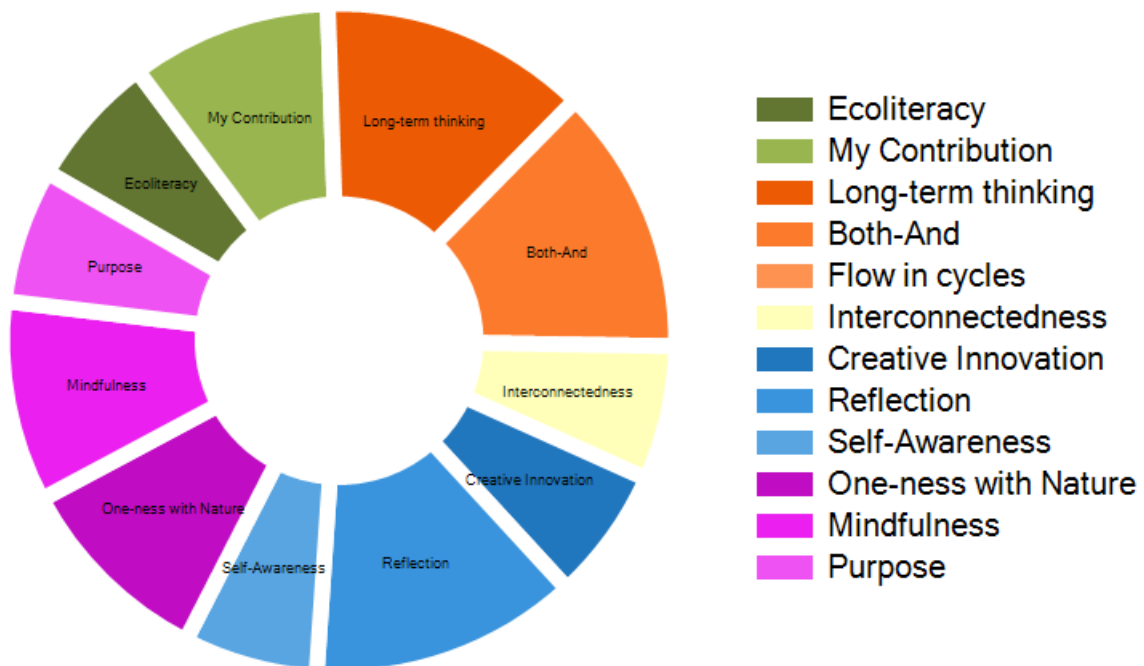 My Contribution
Long-term thinking
Ecoliteracy
Both-And
Purpose
Mindfulness
Interconnectedness
Creative Innovation
One-ness with Nature
Self-Awareness
Reflection
Ecoliteracy
My Contribution
Long-term thinking
Both-And
Flow in cycles
Interconnectedness
Creative Innovation
Reflection
Self-Awareness
One-ness with Nature
Mindfulness
Purpose